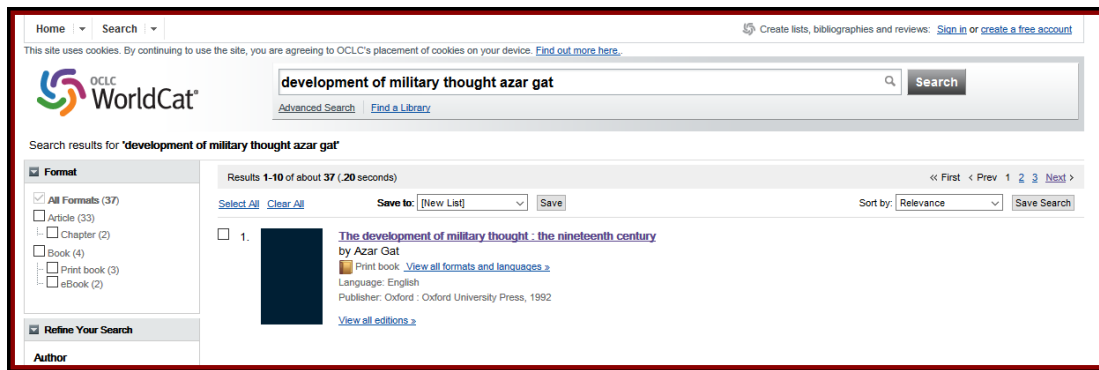 Home Search Create lists, bibliographies and reviews: Sign in or create a free account
This site uses cookies. By continuing to use the site, you are agreeing to OCLC's placement of cookies on your device. Find out more here.
OCLC
WorldCat®
development of military thought azar gat Search
Advanced Search Find a Library
Search results for 'development of military thought azar gat'
Format
All Formats (37)
Article (33)
Chapter (2)
Book (4)
Print book (3)
eBook (2)
Refine Your Search
Author
Results 1-10 of about 37 (.20 seconds) « First < Prev 1 2 3 Next >
Select All Clear All Save to: [New List] Save Sort by: Relevance Save Search
1. The development of military thought : the nineteenth century
by Azar Gat
Print book View all formats and languages »
Language: English
Publisher: Oxford : Oxford University Press, 1992
View all editions »